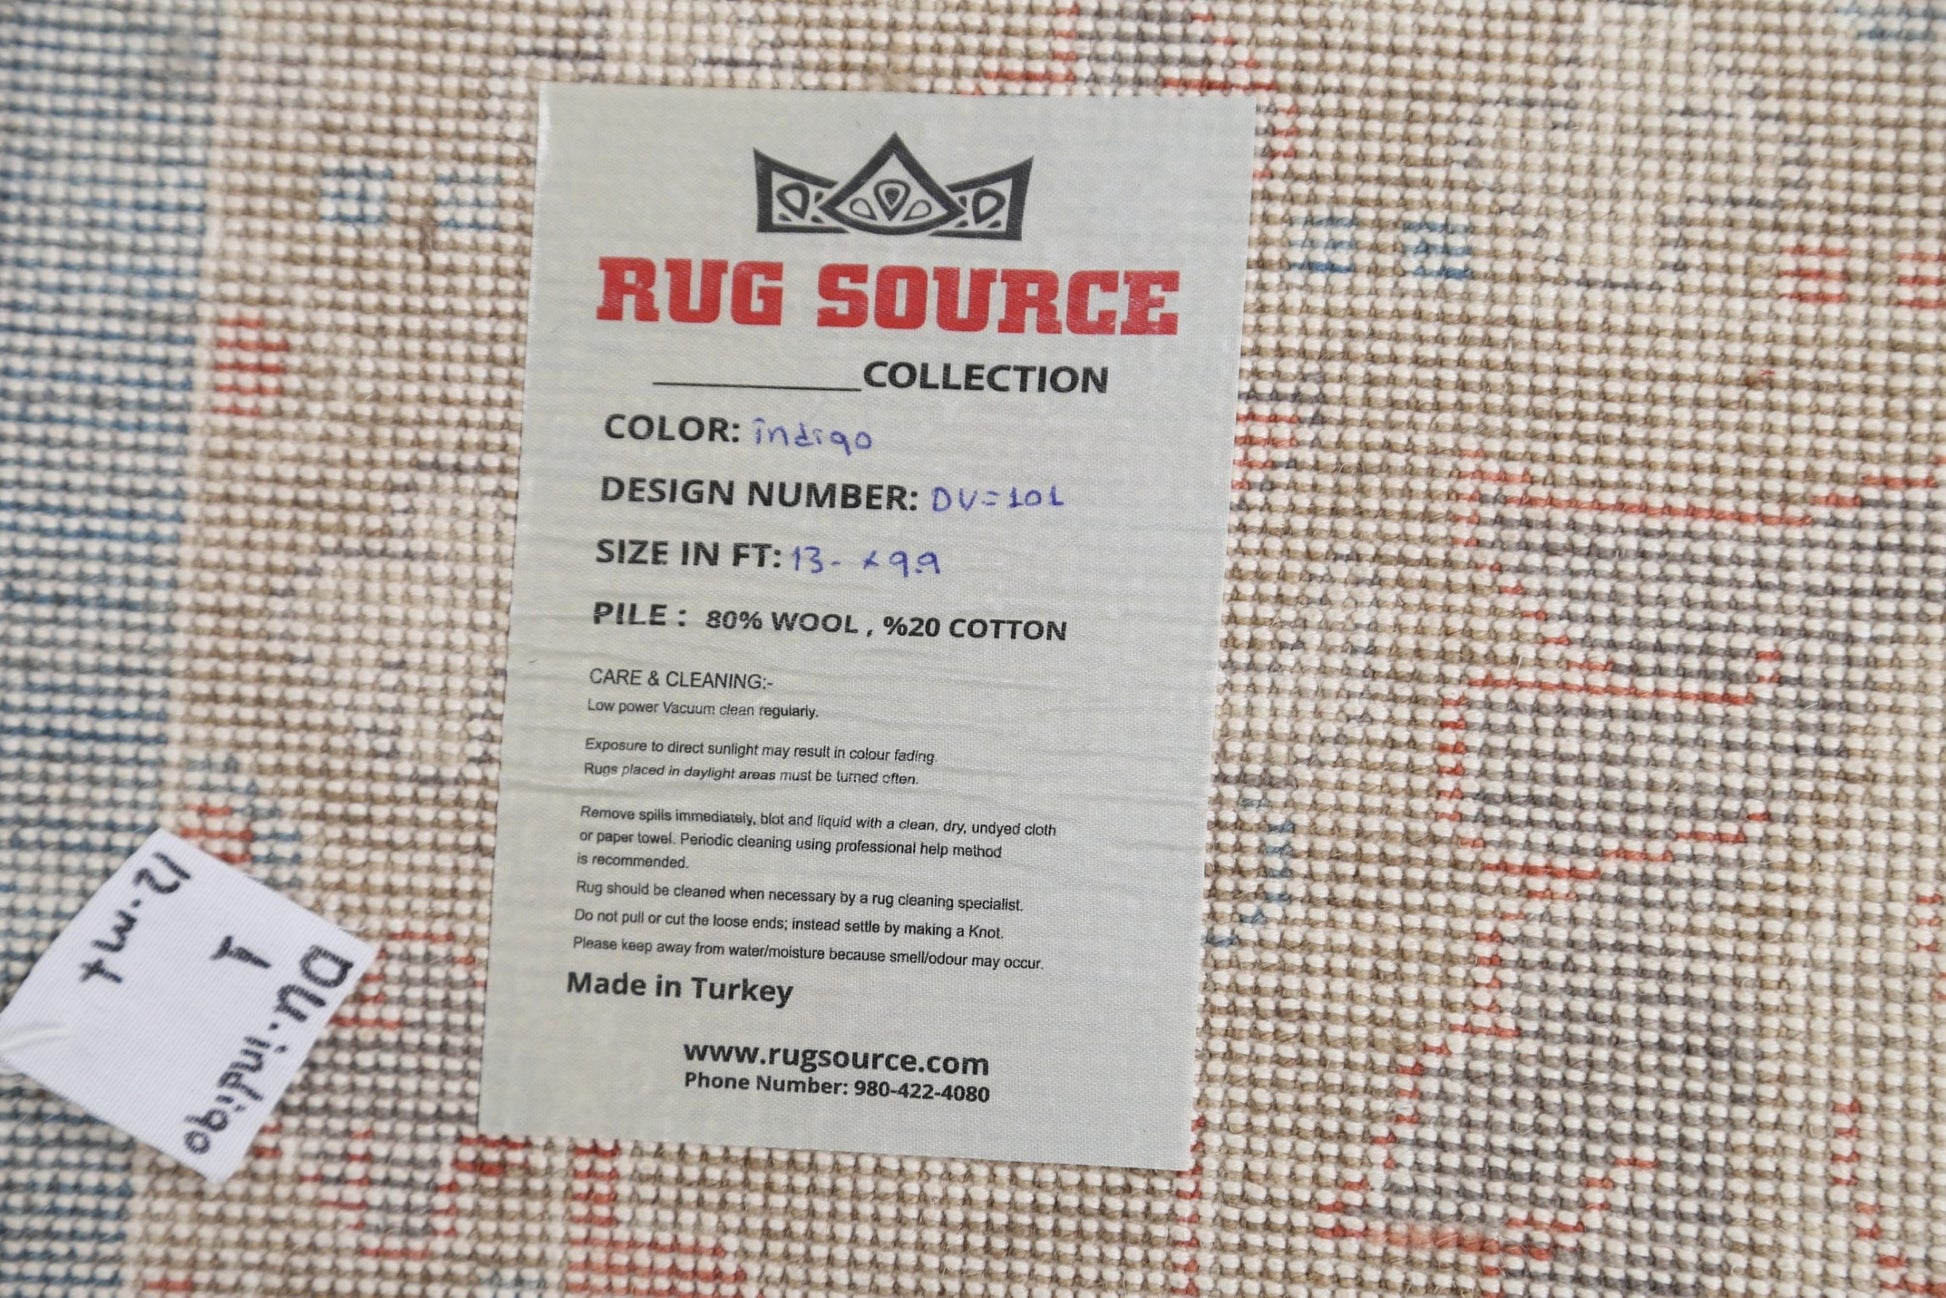 RUG SOURCE
COLLECTION
COLOR: indigo
DESIGN NUMBER: DV=101
SIZE IN FT: 13- x 9.9
PILE : 80% WOOL , %20 COTTON
CARE & CLEANING:-
Low power Vacuum clean regularly.
Exposure to direct sunlight may result in colour fading.
Rugs placed in daylight areas must be turned often.
Remove spills immediately, blot and liquid with a clean, dry, undyed cloth
or paper towel. Periodic cleaning using professional help method
is recommended.
Rug should be cleaned when necessary by a rug cleaning specialist.
Do not pull or cut the loose ends; instead settle by making a Knot.
Please keep away from water/moisture because smell/odour may occur.
Made in Turkey
www.rugsource.com
Phone Number: 980-422-4080
indigo